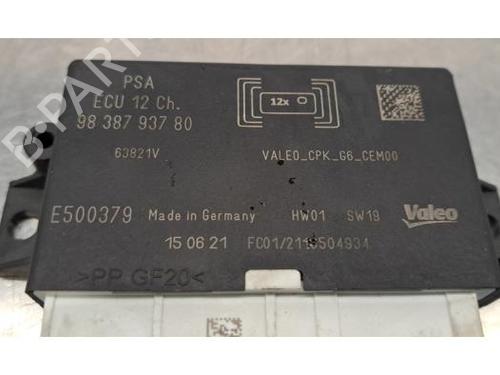 PSA
ECU 12 Ch.
98 387 937 80
63821V
12x
VALEO_CPK_G6_CEM00
E500379
Made in Germany
HW01 SW19
Valeo
15 06 21
>PP GF20<
B-PART